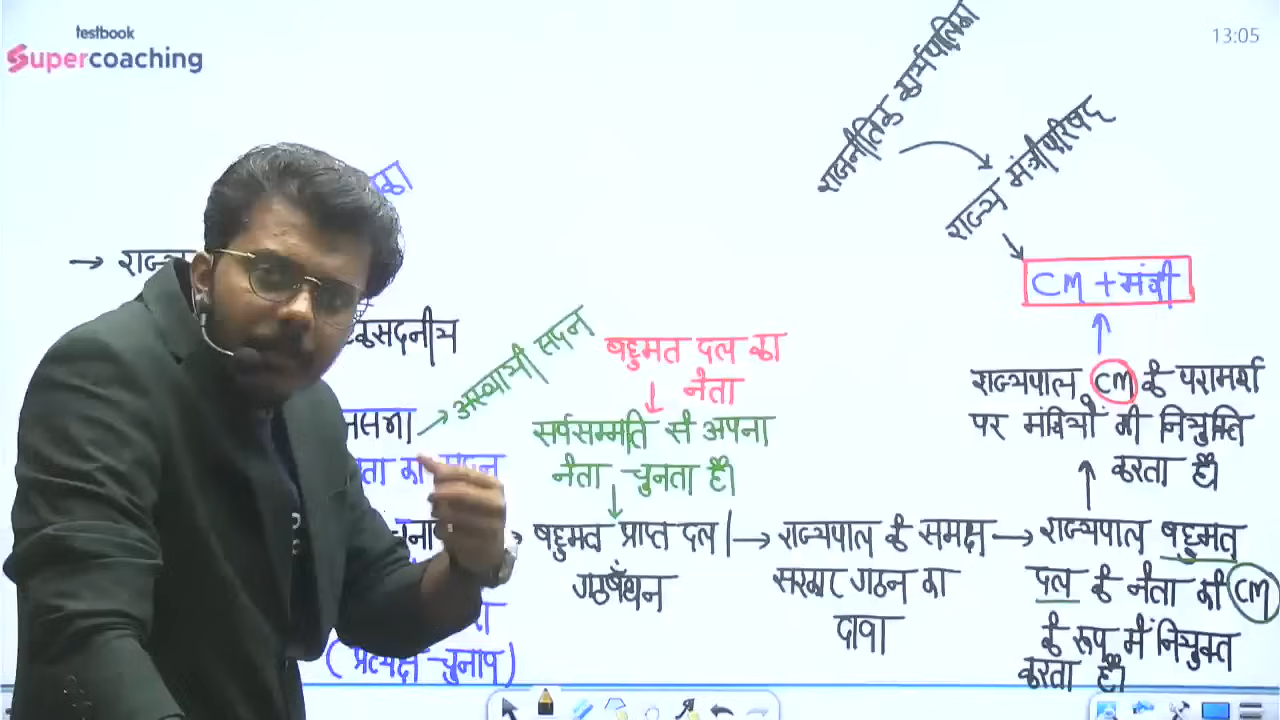 testbook
Supercoaching
13:05
राजनीतिक कार्यपालिका
राज्य मंत्रीपरिषद्
CM + मंत्री
→ राज्य
एकसदनीय
→ अस्थायी सदन
बहुमत दल का
नेता
सर्वसम्मति से अपना
नेता चुनता है।
बहुमत प्राप्त दल |
गठबंधन
→ राज्यपाल के समक्ष
सरकार गठन का
दावा
→ राज्यपाल बहुमत
दल के नेता को CM
के रूप में नियुक्त
करता है।
राज्यपाल CM के परामर्श
पर मंत्रियों की नियुक्ति
करता है।
(प्रत्यक्ष चुनाव)